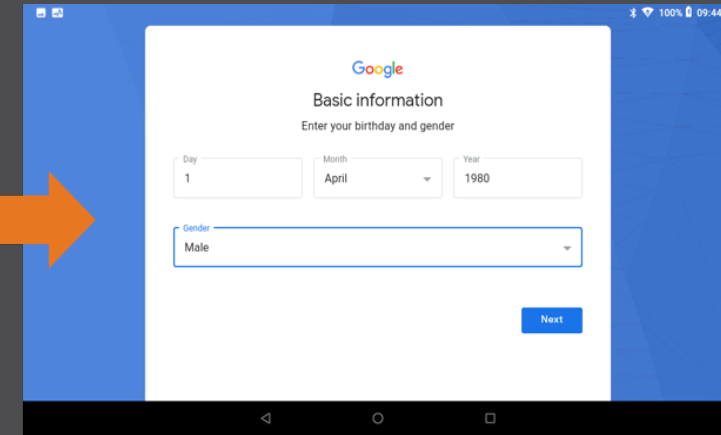 100% 09:44
Google
Basic information
Enter your birthday and gender
Day Month Year
1 April 1980
Gender
Male
Next